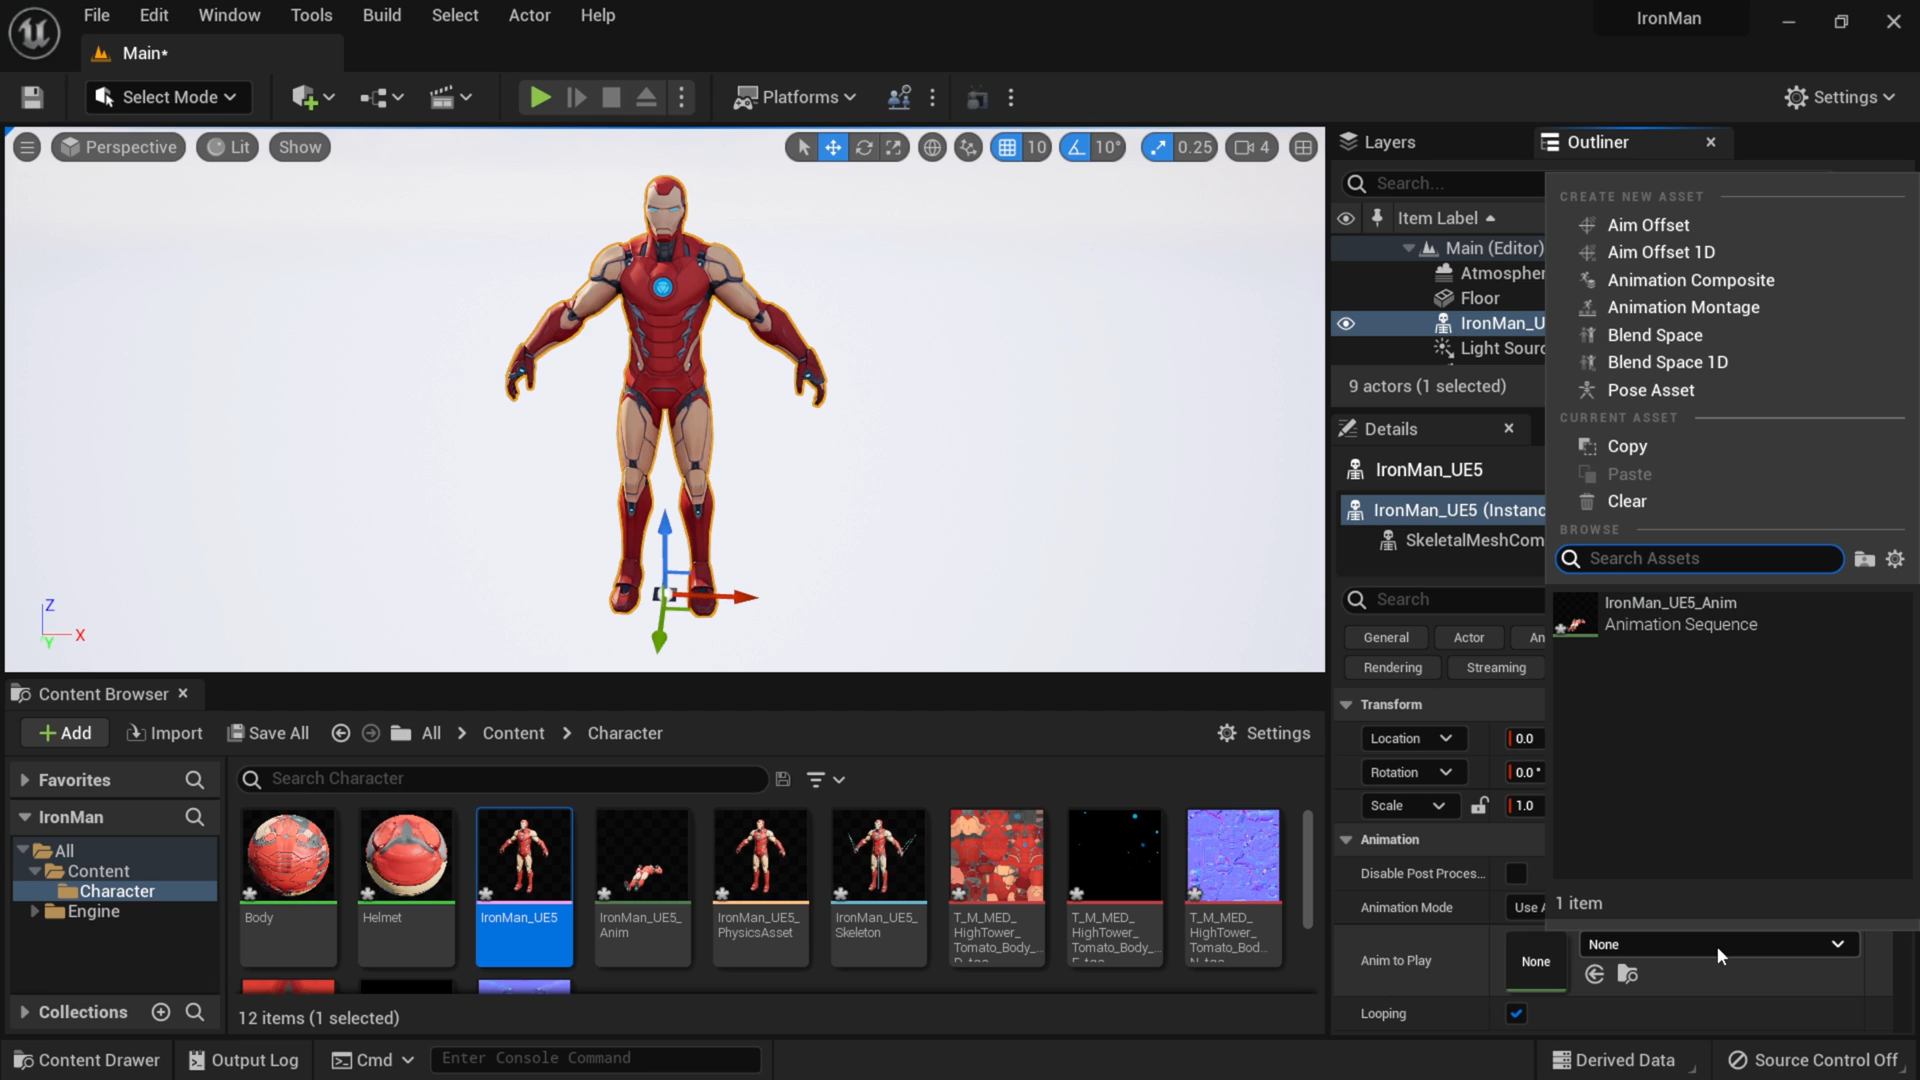 File Edit Window Tools Build Select Actor Help
IronMan
Main•
Select Mode
Platforms
Settings
Perspective
Lit
Show
10
10°
0.25
4
Z
X
Y
Layers
Outliner
Search...
Item Label
Main (Editor)
Atmospher
Floor
IronMan_U
Light Sourc
9 actors (1 selected)
CREATE NEW ASSET
Aim Offset
Aim Offset 1D
Animation Composite
Animation Montage
Blend Space
Blend Space 1D
Pose Asset
CURRENT ASSET
Copy
Paste
Clear
BROWSE
Search Assets
IronMan_UE5_Anim
Animation Sequence
1 item
Details
IronMan_UE5
IronMan_UE5 (Instanc
SkeletalMeshCom
Search
General Actor An
Rendering Streaming
Transform
Location 0.0
Rotation 0.0°
Scale 1.0
Animation
Disable Post Proces...
Animation Mode Use A
Anim to Play None None
Looping
Content Browser
Add Import Save All All Content Character Settings
Favorites
IronMan
All
Content
Character
Engine
Collections
Search Character
Body
Helmet
IronMan_UE5
IronMan_UE5_
Anim
IronMan_UE5_
PhysicsAsset
IronMan_UE5_
Skeleton
T_M_MED_
HighTower_
Tomato_Body_...
T_M_MED_
HighTower_
Tomato_Body_...
T_M_MED_
HighTower_
Tomato_Bod...
12 items (1 selected)
Content Drawer Output Log Cmd Enter Console Command Derived Data Source Control Off